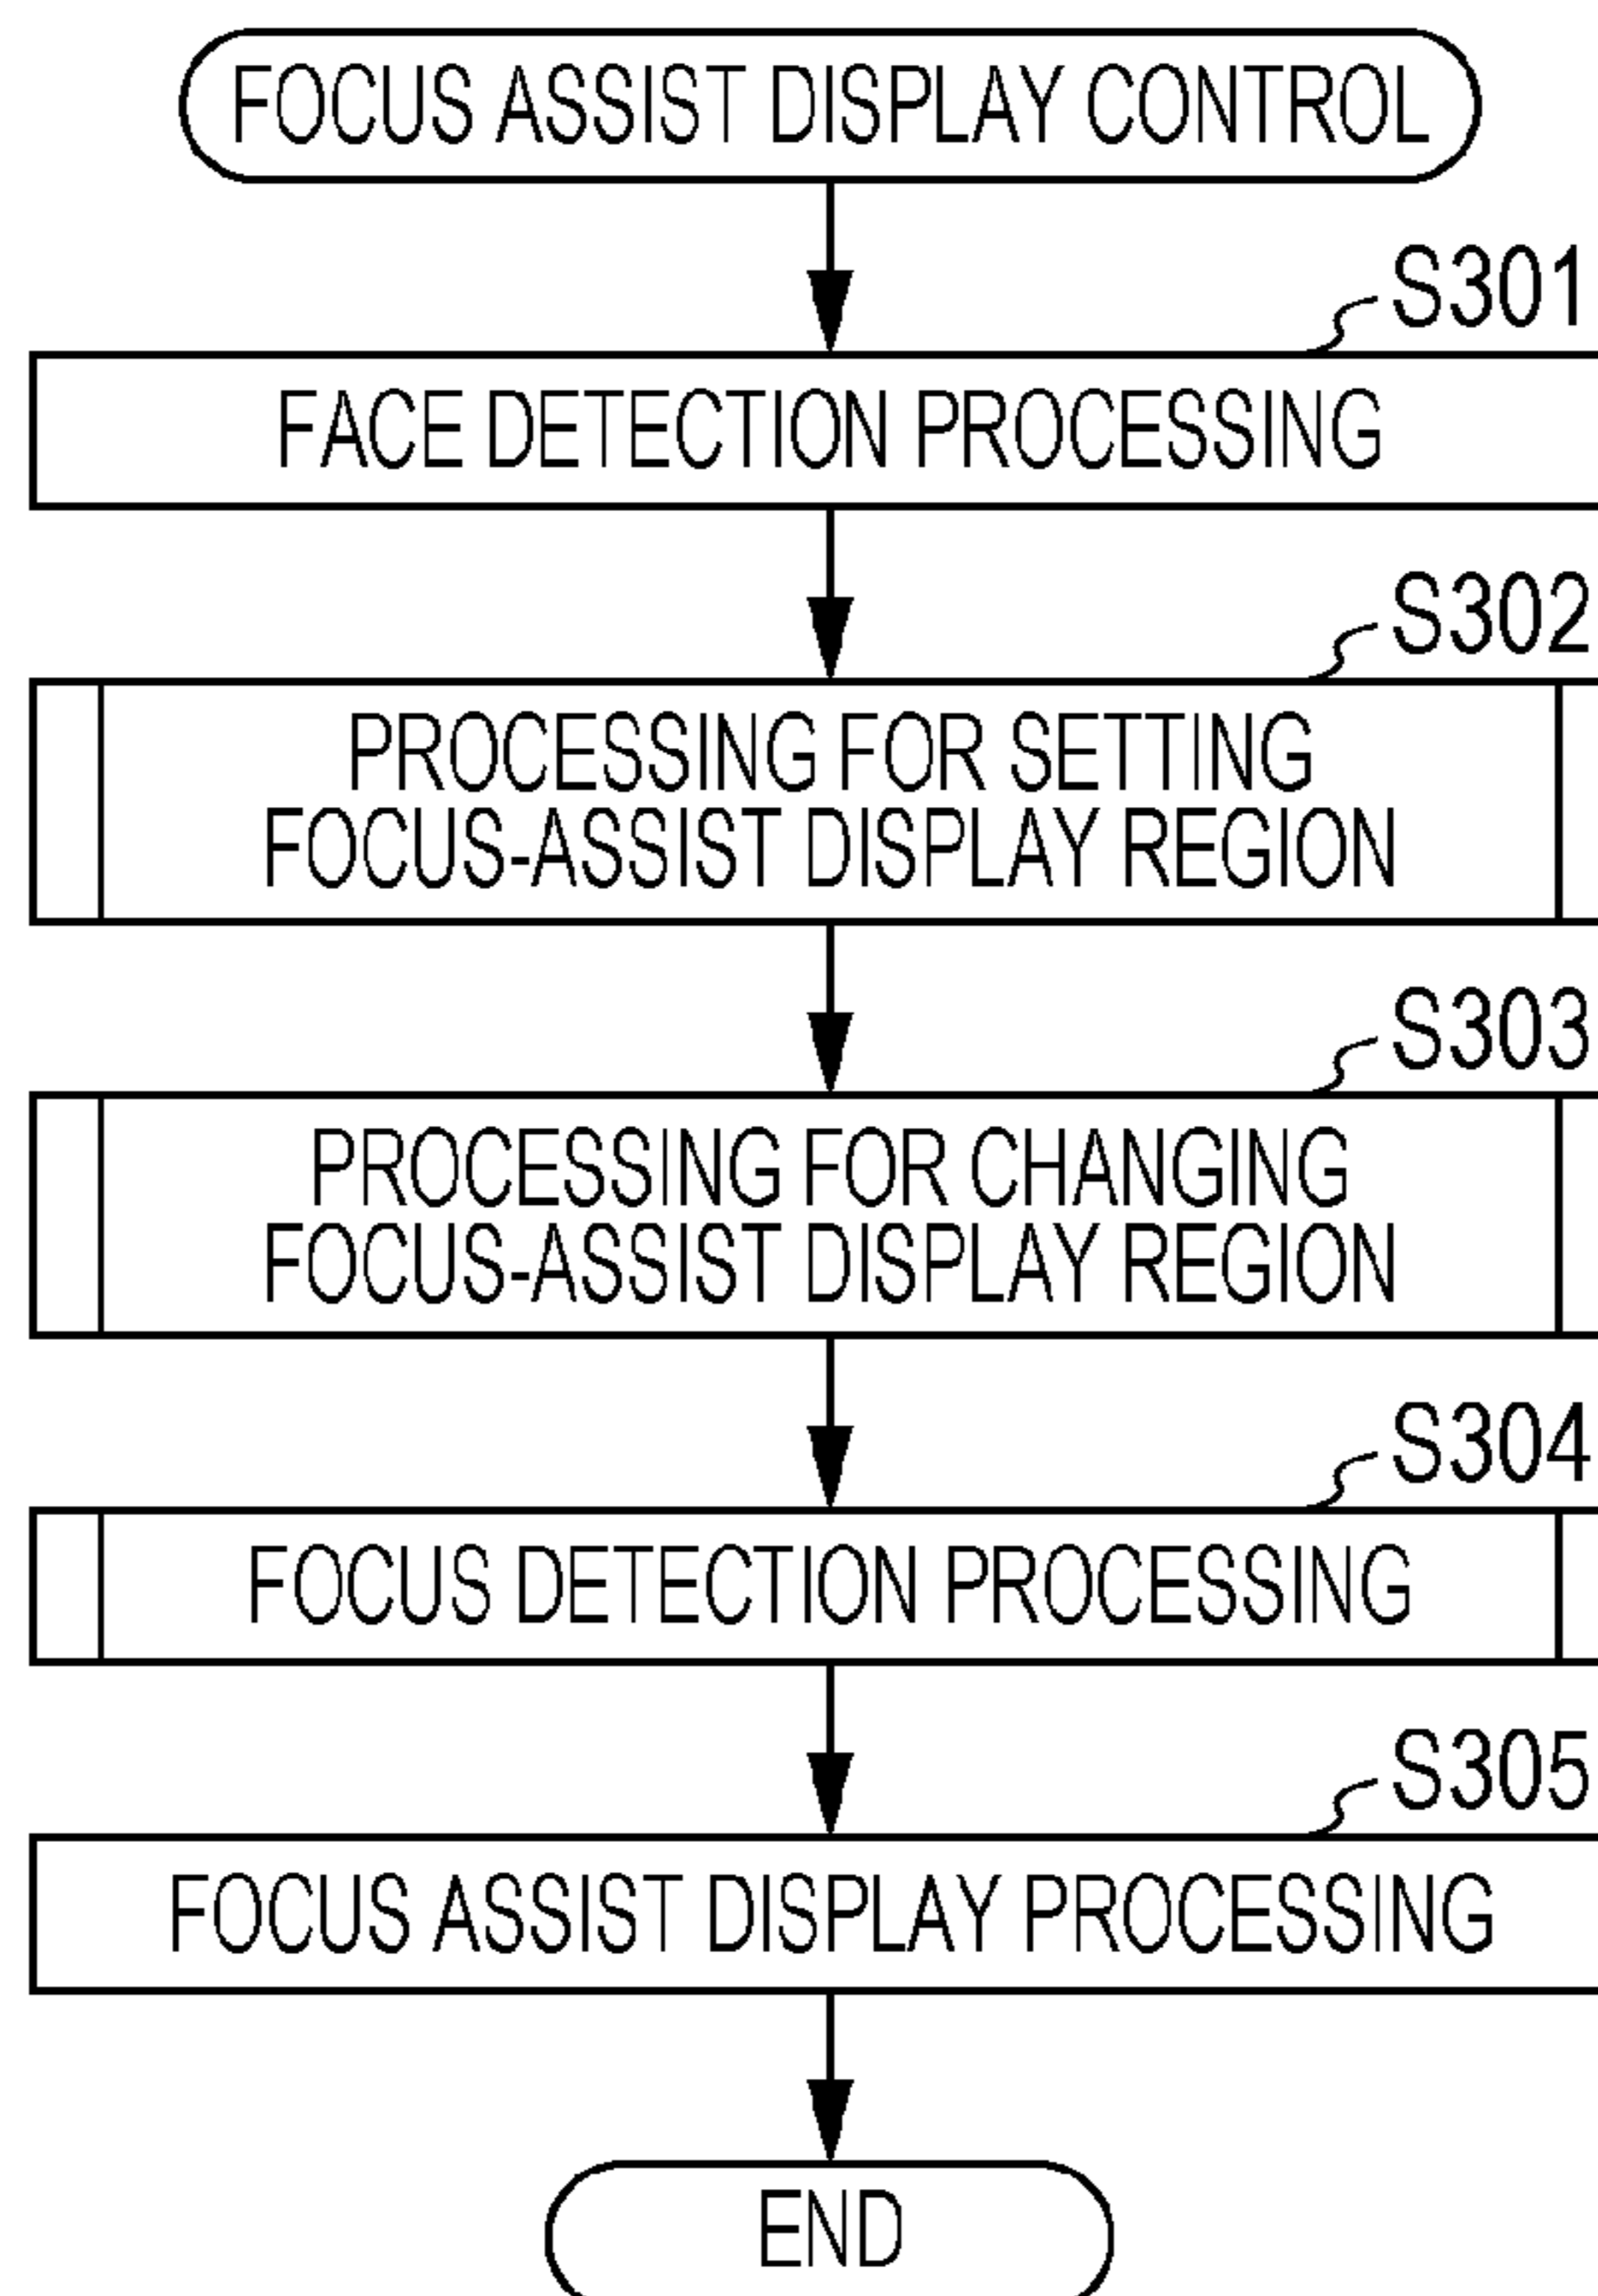 FOCUS ASSIST DISPLAY CONTROL
S301
FACE DETECTION PROCESSING
S302
PROCESSING FOR SETTING
FOCUS-ASSIST DISPLAY REGION
S303
PROCESSING FOR CHANGING
FOCUS-ASSIST DISPLAY REGION
S304
FOCUS DETECTION PROCESSING
S305
FOCUS ASSIST DISPLAY PROCESSING
END